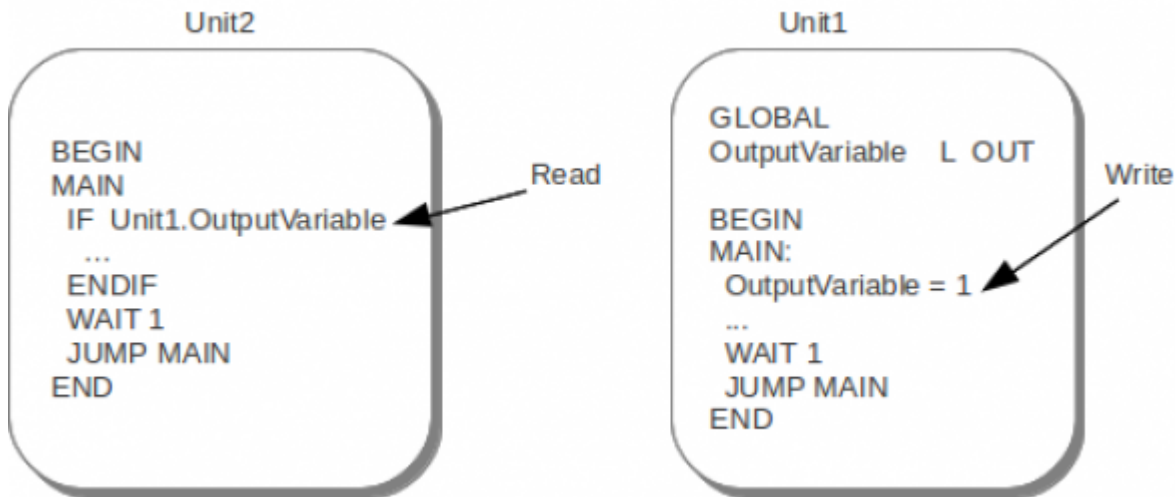 Unit2
BEGIN
MAIN
IF Unit1.OutputVariable
...
ENDIF
WAIT 1
JUMP MAIN
END
Read
Unit1
GLOBAL
OutputVariable L OUT
BEGIN
MAIN:
OutputVariable = 1
...
WAIT 1
JUMP MAIN
END
Write